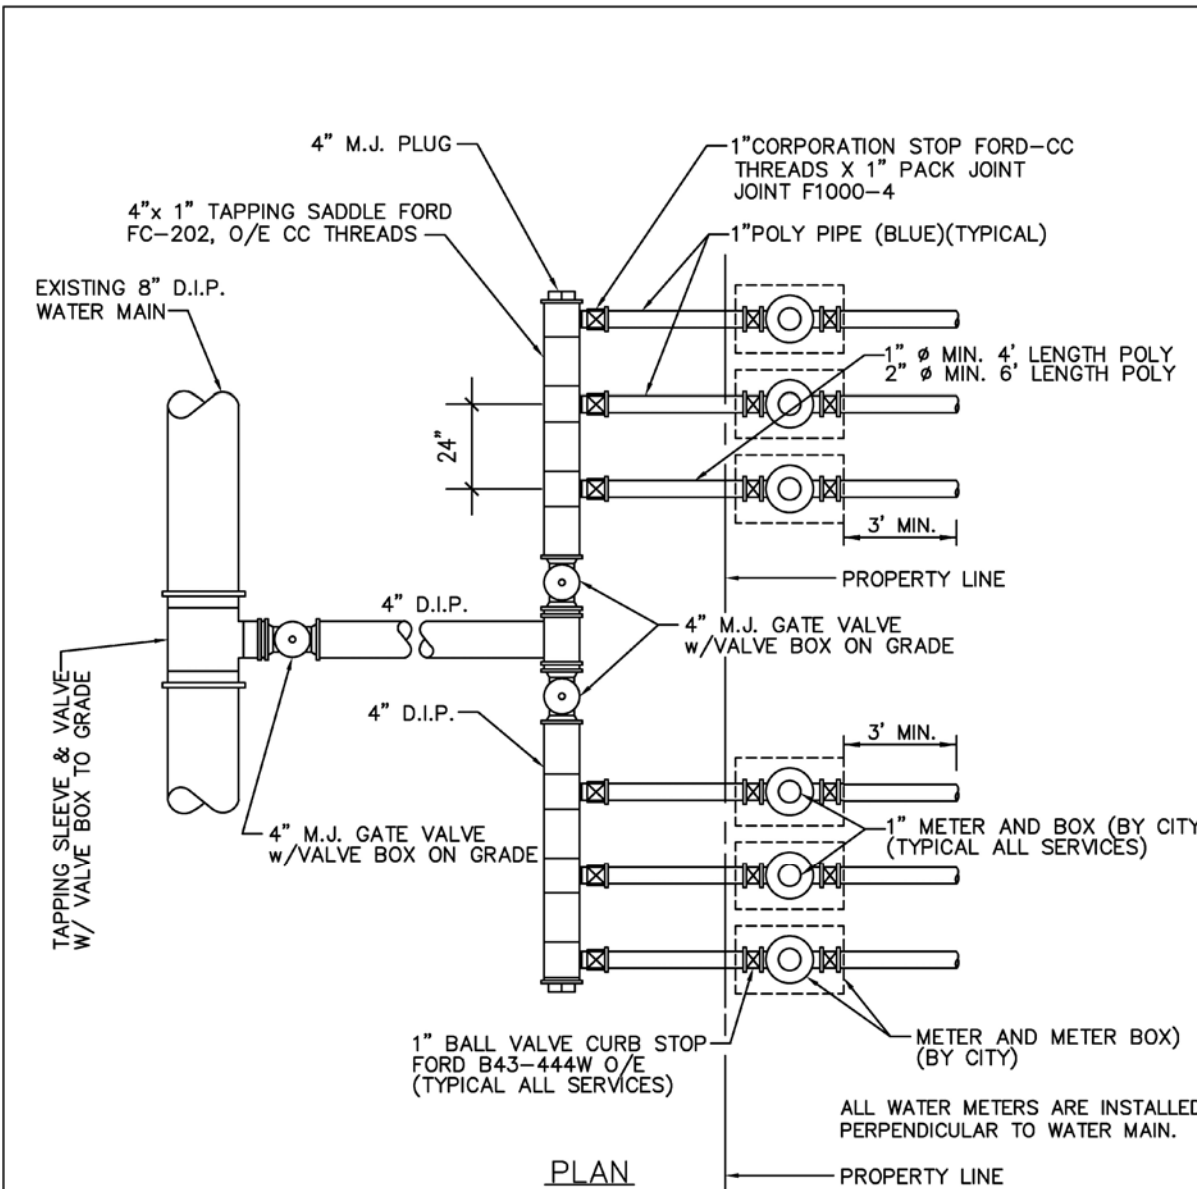 4” M.J. PLUG
1”CORPORATION STOP FORD-CC
THREADS X 1” PACK JOINT
JOINT F1000-4
4”x 1” TAPPING SADDLE FORD
FC-202, O/E CC THREADS
1”POLY PIPE (BLUE)(TYPICAL)
EXISTING 8” D.I.P.
WATER MAIN
1” ø MIN. 4’ LENGTH POLY
2” ø MIN. 6’ LENGTH POLY
24”
3’ MIN.
PROPERTY LINE
4” D.I.P.
4” M.J. GATE VALVE
w/VALVE BOX ON GRADE
TAPPING SLEEVE & VALVE
W/ VALVE BOX TO GRADE
4” D.I.P.
3’ MIN.
4” M.J. GATE VALVE
w/VALVE BOX ON GRADE
1” METER AND BOX (BY CITY
(TYPICAL ALL SERVICES)
1” BALL VALVE CURB STOP
FORD B43-444W O/E
(TYPICAL ALL SERVICES)
METER AND METER BOX)
(BY CITY)
ALL WATER METERS ARE INSTALLED
PERPENDICULAR TO WATER MAIN.
PLAN
PROPERTY LINE